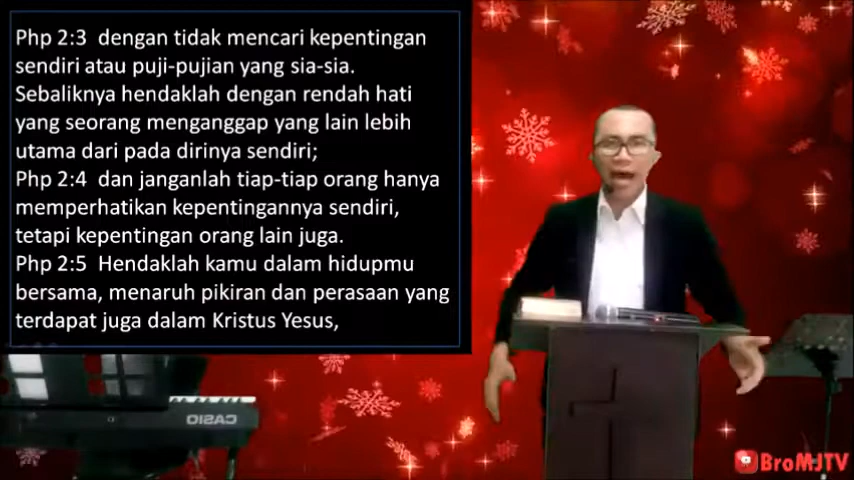 Php 2:3  dengan tidak mencari kepentingan
sendiri atau puji-pujian yang sia-sia.
Sebaliknya hendaklah dengan rendah hati
yang seorang menganggap yang lain lebih
utama dari pada dirinya sendiri;
Php 2:4  dan janganlah tiap-tiap orang hanya
memperhatikan kepentingannya sendiri,
tetapi kepentingan orang lain juga.
Php 2:5  Hendaklah kamu dalam hidupmu
bersama, menaruh pikiran dan perasaan yang
terdapat juga dalam Kristus Yesus,
CASIO
BroMJTV